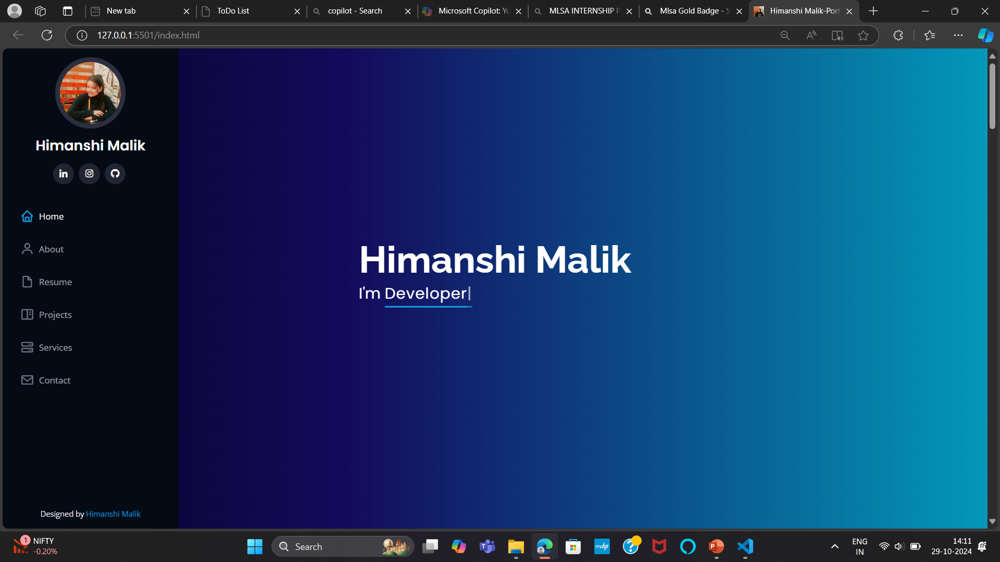 New tab
ToDo List
copilot - Search
Microsoft Copilot: Yo
MLSA INTERNSHIP P
Mlsa Gold Badge - S
Himanshi Malik-Port
127.0.0.1:5501/index.html
Himanshi Malik
in
Home
About
Resume
Projects
Services
Contact
Designed by Himanshi Malik
Himanshi Malik
I'm Developer|
1
NIFTY
-0.20%
Search
myhp
ENG
IN
14:11
29-10-2024